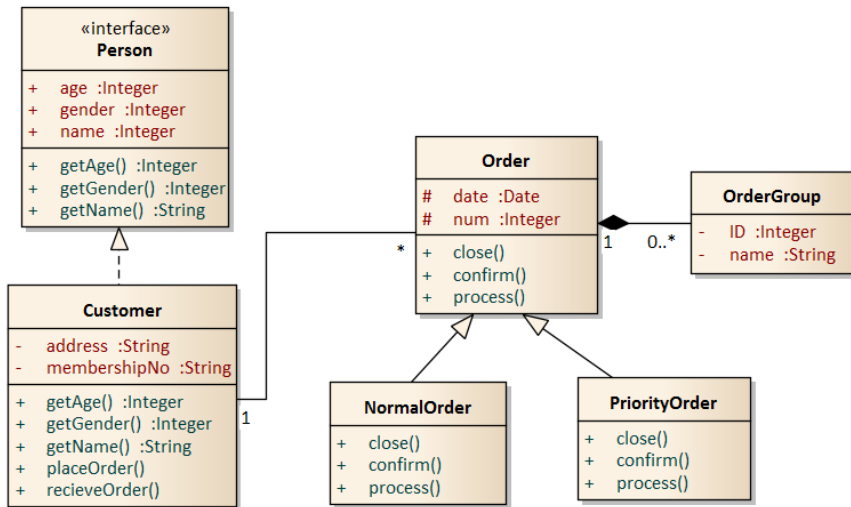 «interface»
Person
+ age :Integer
+ gender :Integer
+ name :Integer
+ getAge() :Integer
+ getGender() :Integer
+ getName() :String
Customer
- address :String
- membershipNo :String
+ getAge() :Integer
+ getGender() :Integer
+ getName() :String
+ placeOrder()
+ recieveOrder()
1
*
Order
# date :Date
# num :Integer
+ close()
+ confirm()
+ process()
1
0..*
OrderGroup
- ID :Integer
- name :String
NormalOrder
+ close()
+ confirm()
+ process()
PriorityOrder
+ close()
+ confirm()
+ process()